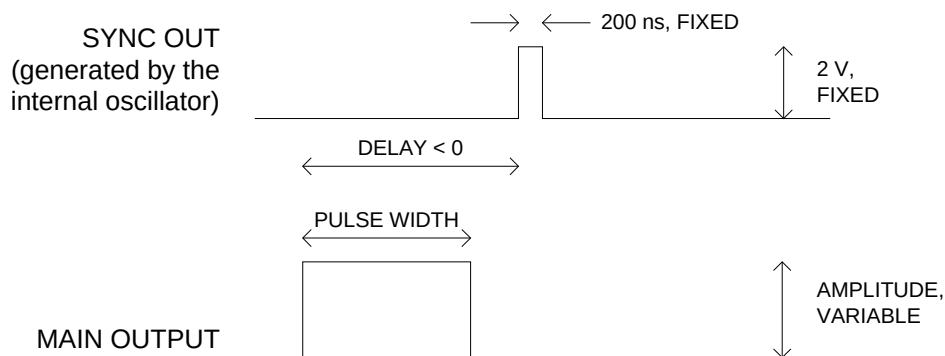 200 ns, FIXED
SYNC OUT
(generated by the
internal oscillator)
2 V,
FIXED
DELAY < 0
PULSE WIDTH
AMPLITUDE,
VARIABLE
MAIN OUTPUT